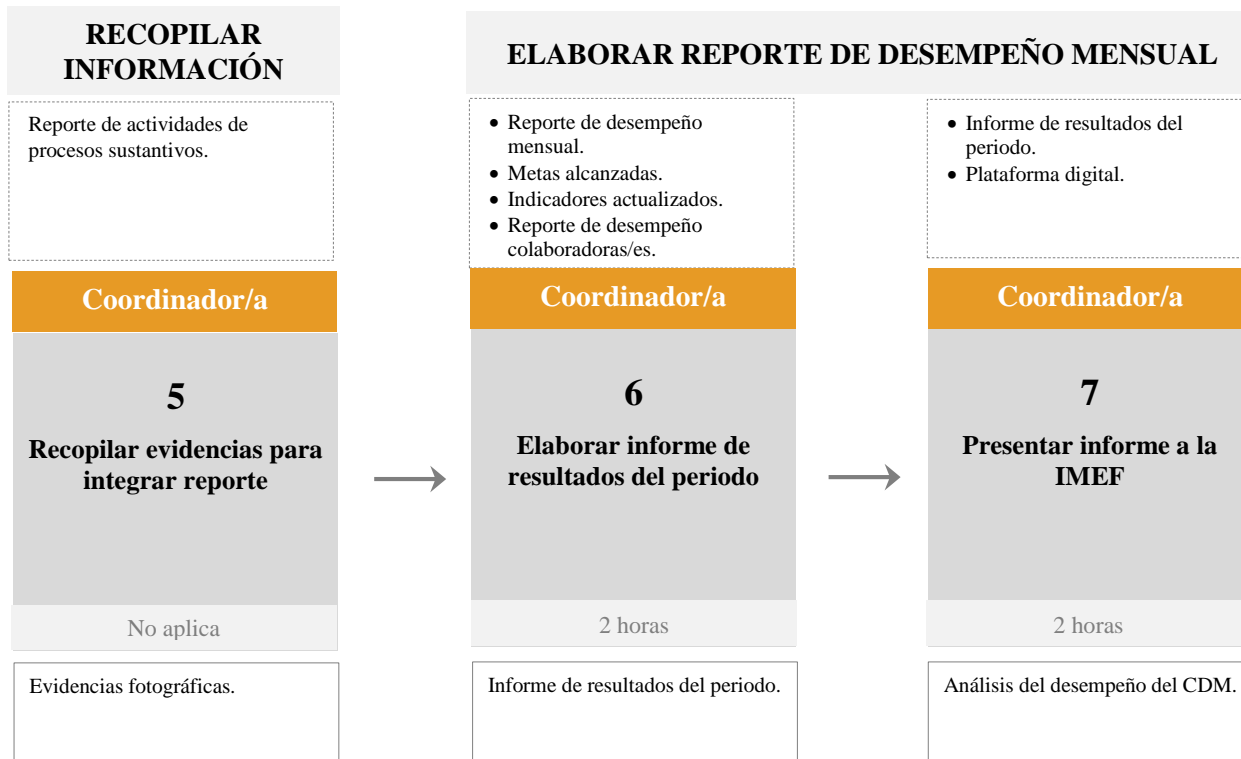 RECOPILAR
INFORMACIÓN
Reporte de actividades de
procesos sustantivos.
Coordinador/a
5
Recopilar evidencias para
integrar reporte
No aplica
Evidencias fotográficas.
ELABORAR REPORTE DE DESEMPEÑO MENSUAL
• Reporte de desempeño
mensual.
• Metas alcanzadas.
• Indicadores actualizados.
• Reporte de desempeño
colaboradoras/es.
Coordinador/a
6
Elaborar informe de
resultados del periodo
2 horas
Informe de resultados del periodo.
• Informe de resultados del
periodo.
• Plataforma digital.
Coordinador/a
7
Presentar informe a la
IMEF
2 horas
Análisis del desempeño del CDM.